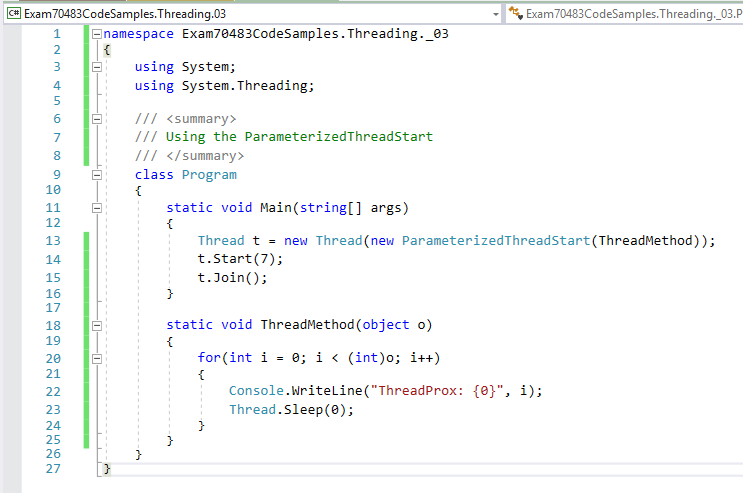 C# Exam70483CodeSamples.Threading.03 Exam70483CodeSamples.Threading._03.P
1 namespace Exam70483CodeSamples.Threading._03
2 {
3 using System;
4 using System.Threading;
5
6 /// <summary>
7 /// Using the ParameterizedThreadStart
8 /// </summary>
9 class Program
10 {
11 static void Main(string[] args)
12 {
13 Thread t = new Thread(new ParameterizedThreadStart(ThreadMethod));
14 t.Start(7);
15 t.Join();
16 }
17
18 static void ThreadMethod(object o)
19 {
20 for(int i = 0; i < (int)o; i++)
21 {
22 Console.WriteLine("ThreadProx: {0}", i);
23 Thread.Sleep(0);
24 }
25 }
26 }
27 }